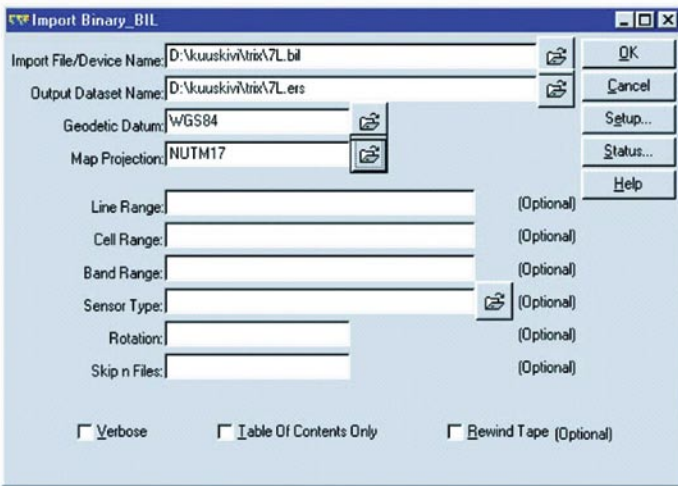 Import Binary_BIL
Import File/Device Name: D:\kuuskivi\trix\7L.bil OK
Output Dataset Name: D:\kuuskivi\trix\7L.ers Cancel
Geodetic Datum: WGS84 Setup...
Map Projection: NUTM17 Status...
Help
Line Range: (Optional)
Cell Range: (Optional)
Band Range: (Optional)
Sensor Type: (Optional)
Rotation: (Optional)
Skip n Files: (Optional)
Verbose Table Of Contents Only Rewind Tape (Optional)